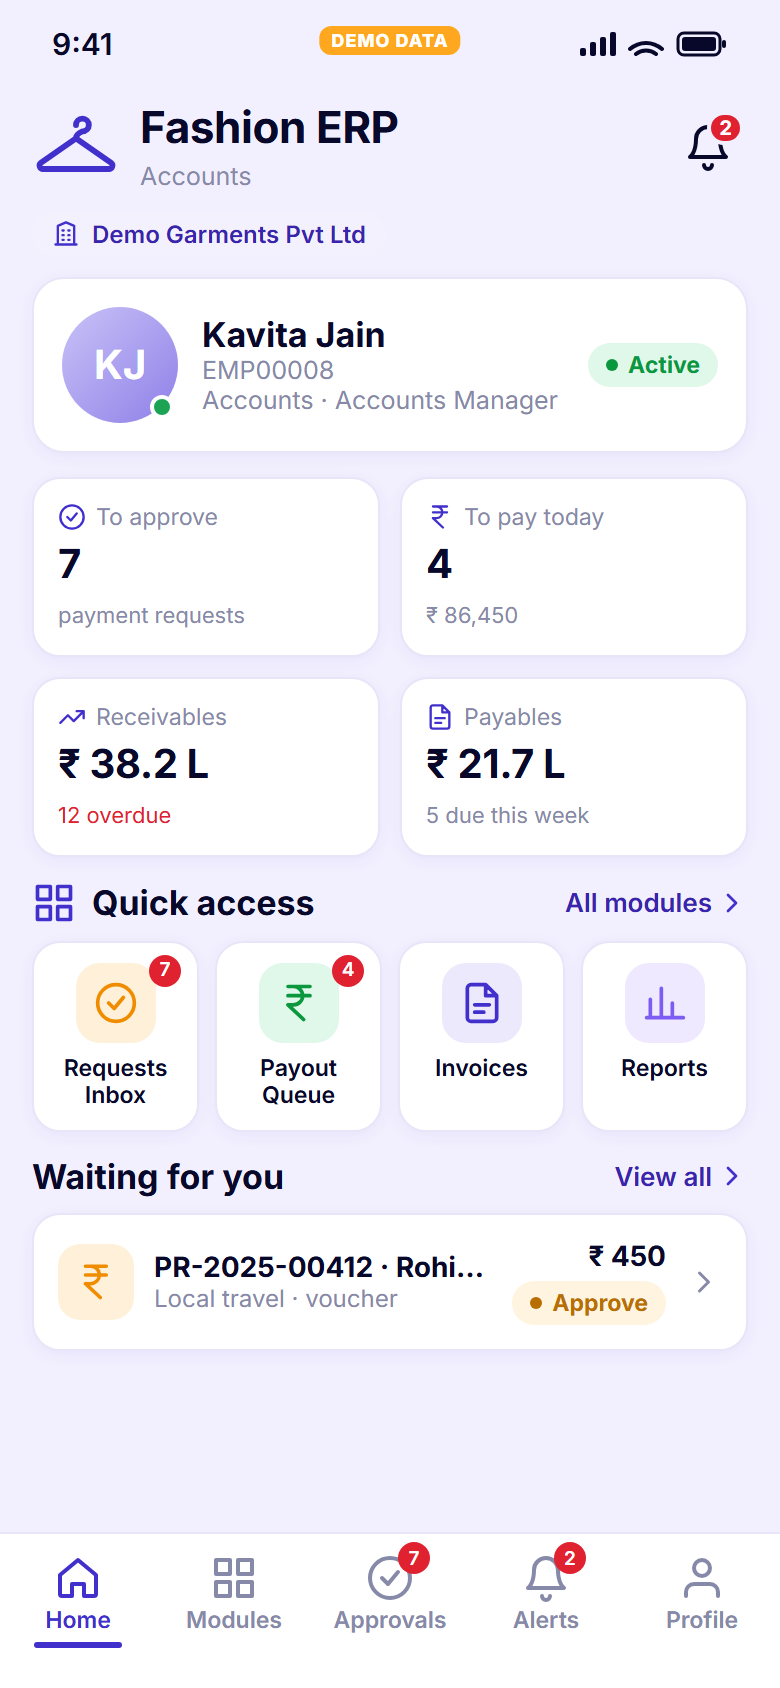 9:41
DEMO DATA
Fashion ERP
2
Accounts
Demo Garments Pvt Ltd
KJ
Kavita Jain
EMP00008
Accounts · Accounts Manager
Active
To approve
7
payment requests
To pay today
4
₹ 86,450
Receivables
₹ 38.2 L
12 overdue
Payables
₹ 21.7 L
5 due this week
Quick access
All modules
7
Requests
Inbox
4
Payout
Queue
Invoices
Reports
Waiting for you
View all
PR-2025-00412 · Rohi...
Local travel · voucher
₹ 450
Approve
Home
Modules
7
Approvals
2
Alerts
Profile